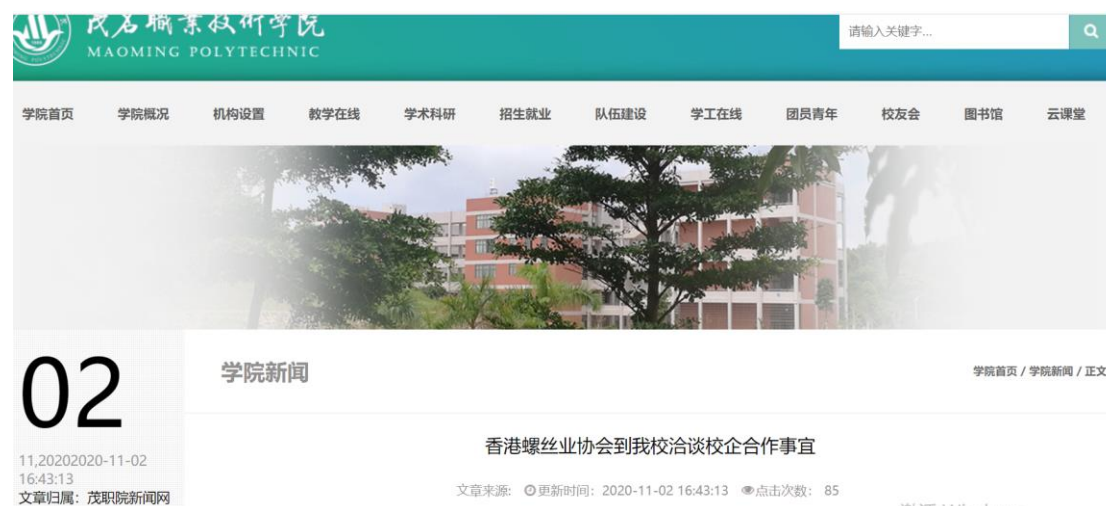 茂名职业技术学院
MAOMING POLYTECHNIC
请输入关键字...
学院首页 学院概况 机构设置 教学在线 学术科研 招生就业 队伍建设 学工在线 团员青年 校友会 图书馆 云课堂
02
11,20202020-11-02
16:43:13
文章归属：茂职院新闻网
学院新闻
学院首页 / 学院新闻 / 正文
香港螺丝业协会到我校洽谈校企合作事宜
文章来源: 更新时间: 2020-11-02 16:43:13 点击次数: 85